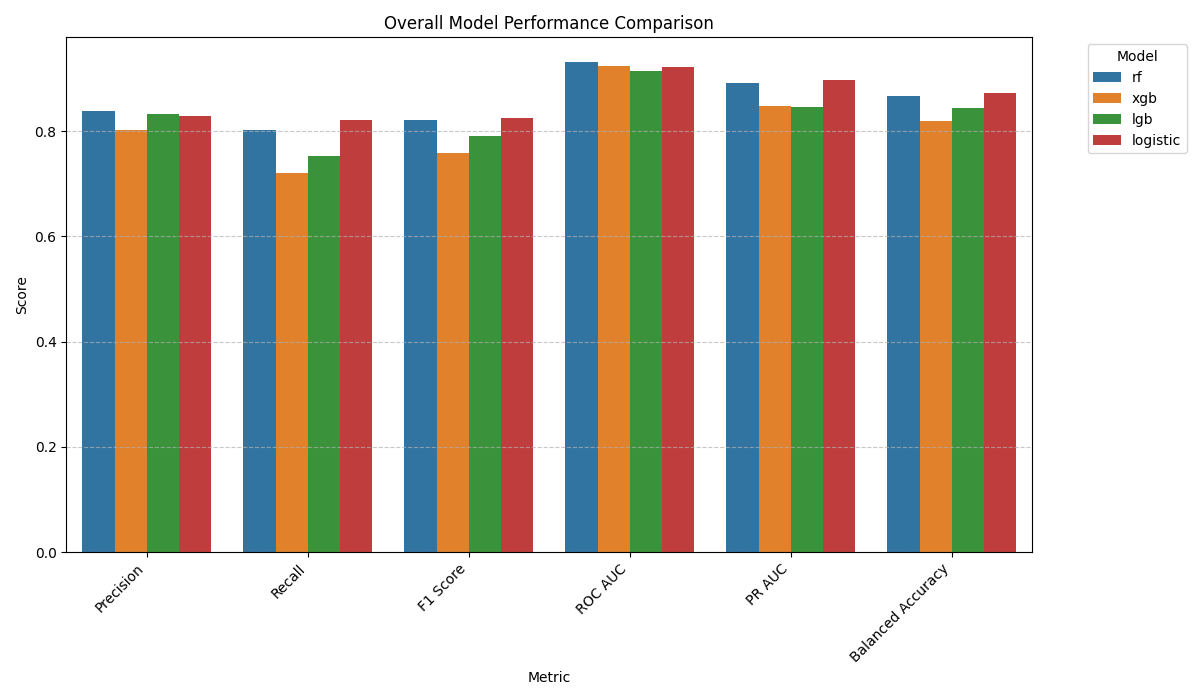 Overall Model Performance Comparison
Model
rf
xgb
lgb
logistic
Score
0.8
0.6
0.4
0.2
0.0
Precision
Recall
F1 Score
ROC AUC
PR AUC
Balanced Accuracy
Metric